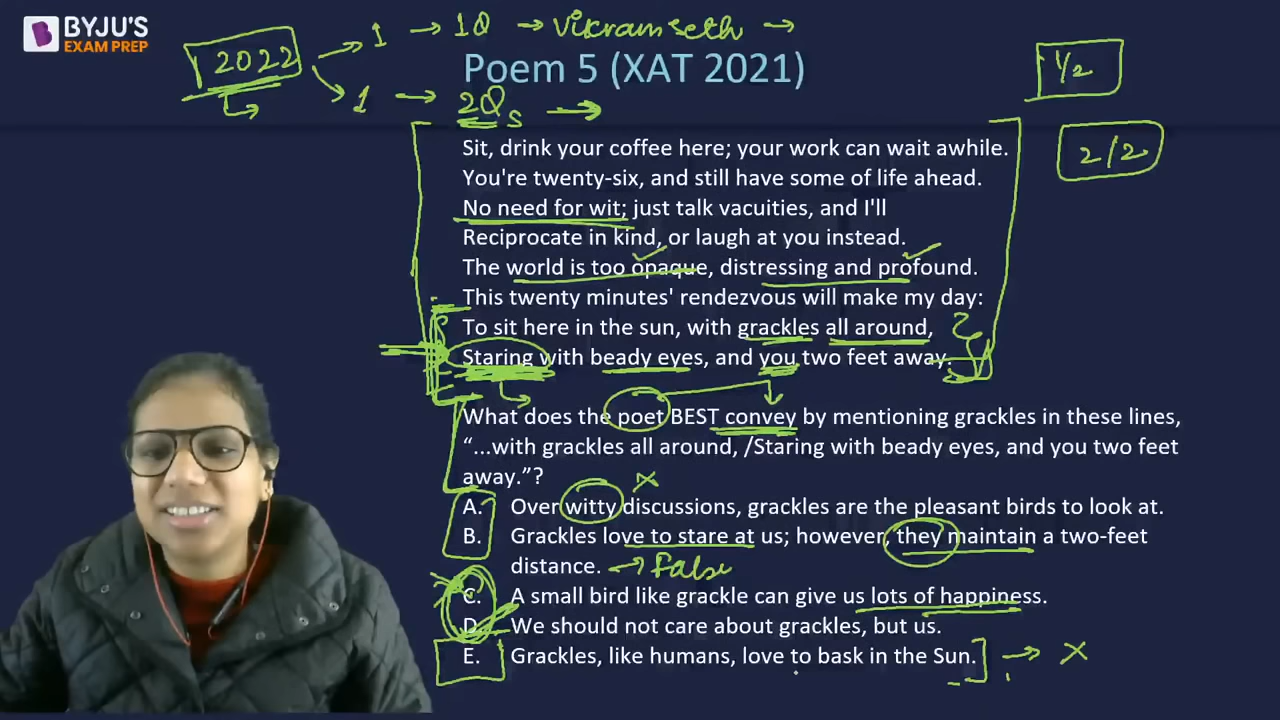 BYJU'S
EXAM PREP
2022 → 1 → 1Q → Vikram Seth →
→ 1 → 2Qs →
Poem 5 (XAT 2021)
1/2
2/2
Sit, drink your coffee here; your work can wait awhile.
You're twenty-six, and still have some of life ahead.
No need for wit; just talk vacuities, and I'll
Reciprocate in kind, or laugh at you instead.
The world is too opaque, distressing and profound.
This twenty minutes' rendezvous will make my day:
To sit here in the sun, with grackles all around,
Staring with beady eyes, and you two feet away.
What does the poet BEST convey by mentioning grackles in these lines,
“...with grackles all around, /Staring with beady eyes, and you two feet
away.”?
A. Over witty discussions, grackles are the pleasant birds to look at.
B. Grackles love to stare at us; however, they maintain a two-feet
distance. → False
C. A small bird like grackle can give us lots of happiness.
D. We should not care about grackles, but us.
E. Grackles, like humans, love to bask in the Sun. → X